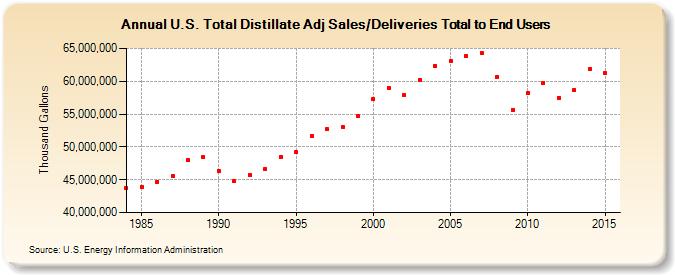 Annual U.S. Total Distillate Adj Sales/Deliveries Total to End Users
Thousand Gallons
65,000,000
60,000,000
55,000,000
50,000,000
45,000,000
40,000,000
1985 1990 1995 2000 2005 2010 2015
Source: U.S. Energy Information Administration